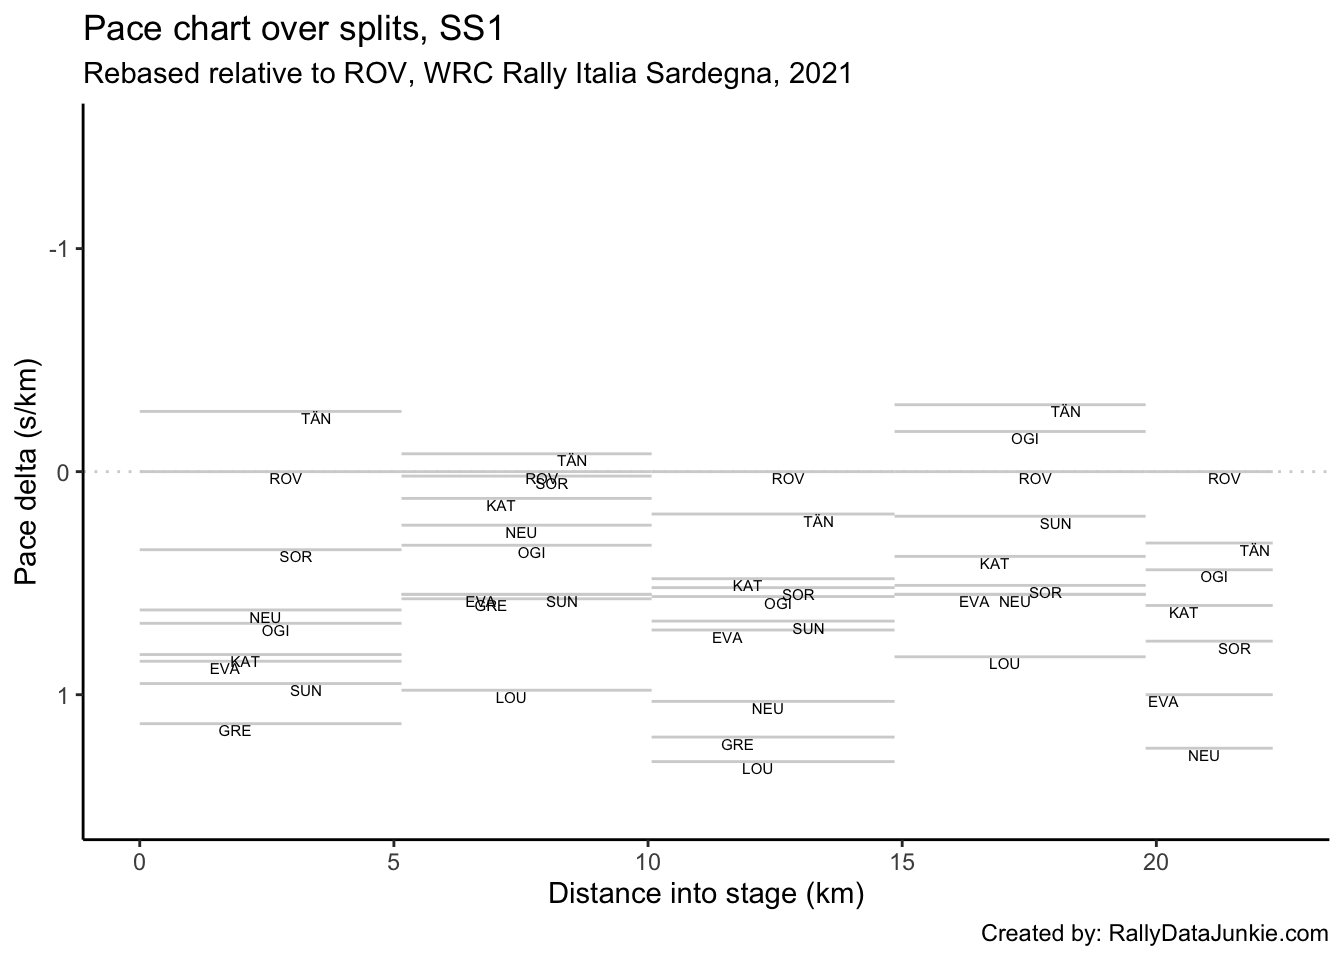 Pace chart over splits, SS1
Rebased relative to ROV, WRC Rally Italia Sardegna, 2021
Pace delta (s/km)
-1
0
1
TÄN
ROV
SOR
NEU
OGI
KAT
EVA
SUN
GRE
TÄN
ROV
SOR
KAT
NEU
OGI
EVA
GRE
SUN
LOU
ROV
TÄN
KAT
SOR
OGI
SUN
EVA
NEU
GRE
LOU
TÄN
OGI
ROV
SUN
KAT
SOR
EVA NEU
LOU
ROV
TÄN
OGI
KAT
SOR
EVA
NEU
0 5 10 15 20
Distance into stage (km)
Created by: RallyDataJunkie.com